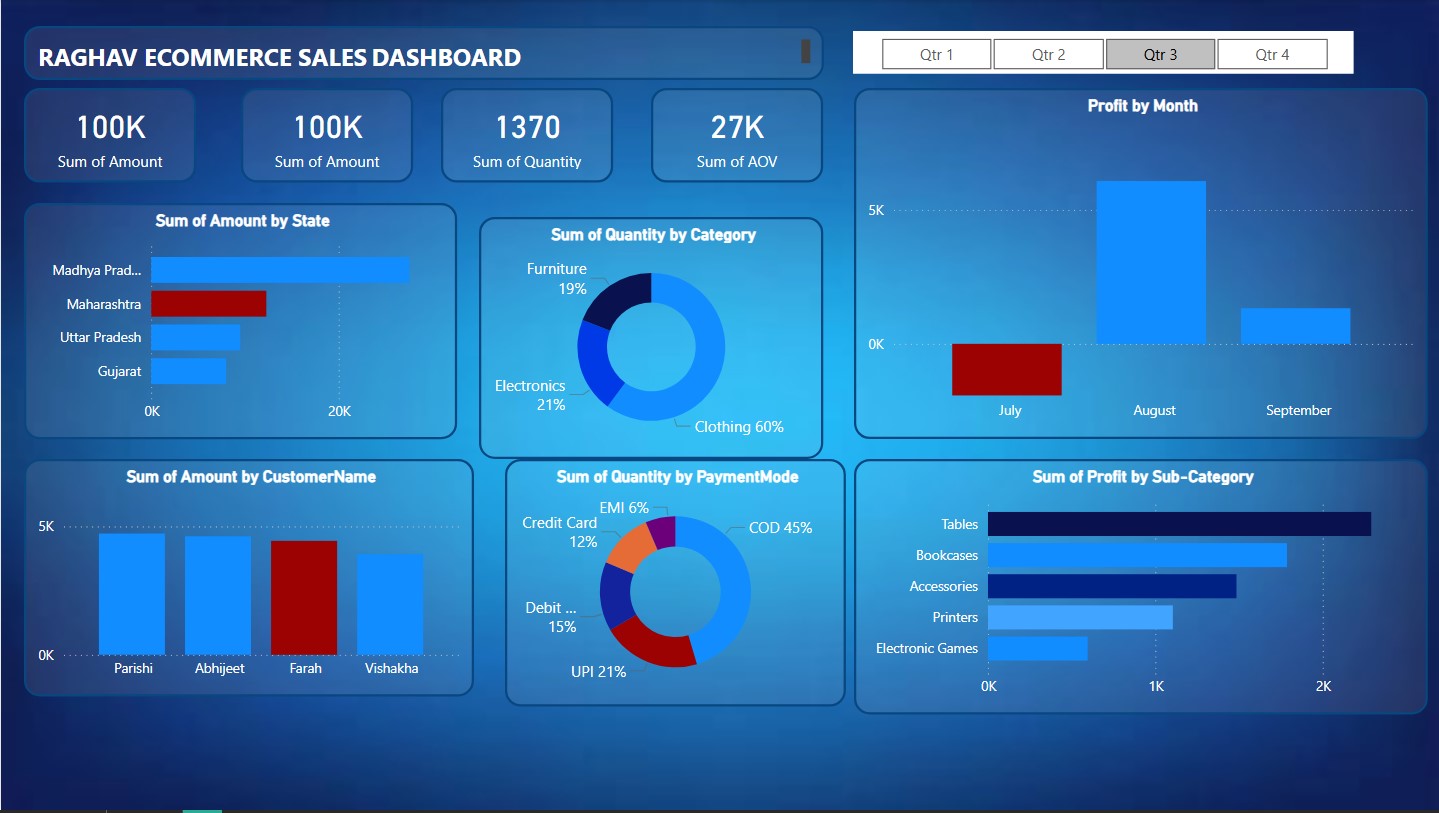 RAGHAV ECOMMERCE SALES DASHBOARD
Qtr 1
Qtr 2
Qtr 3
Qtr 4
100K
Sum of Amount
100K
Sum of Amount
1370
Sum of Quantity
27K
Sum of AOV
Sum of Amount by State
Madhya Prad...
Maharashtra
Uttar Pradesh
Gujarat
0K
20K
Sum of Quantity by Category
Furniture
19%
Electronics
21%
Clothing 60%
Profit by Month
5K
0K
July
August
September
Sum of Amount by CustomerName
5K
0K
Parishi
Abhijeet
Farah
Vishakha
Sum of Quantity by PaymentMode
EMI 6%
Credit Card
12%
COD 45%
Debit ...
15%
UPI 21%
Sum of Profit by Sub-Category
Tables
Bookcases
Accessories
Printers
Electronic Games
0K
1K
2K